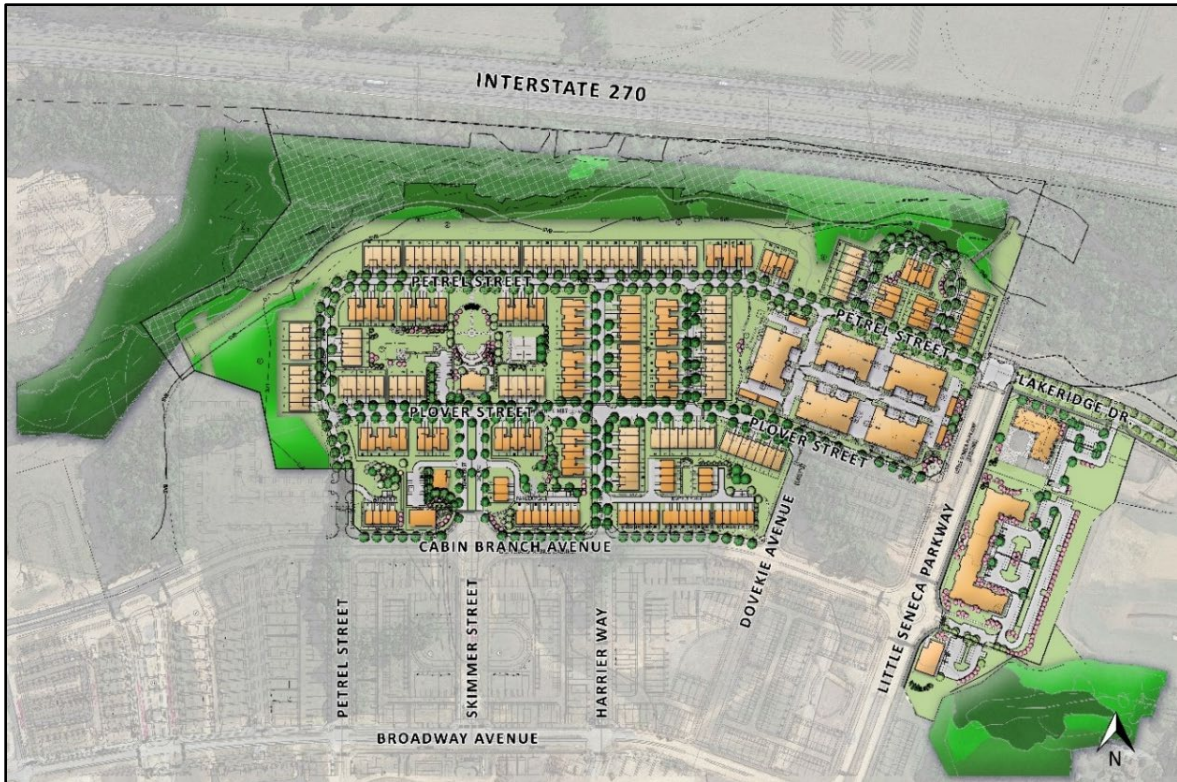 INTERSTATE 270
PETREL STREET
PETREL STREET
LAKERIDGE DR.
PLOVER STREET
PLOVER STREET
CABIN BRANCH AVENUE
DOVEKIE AVENUE
LITTLE SENECA PARKWAY
PETREL STREET
SKIMMER STREET
HARRIER WAY
BROADWAY AVENUE
N